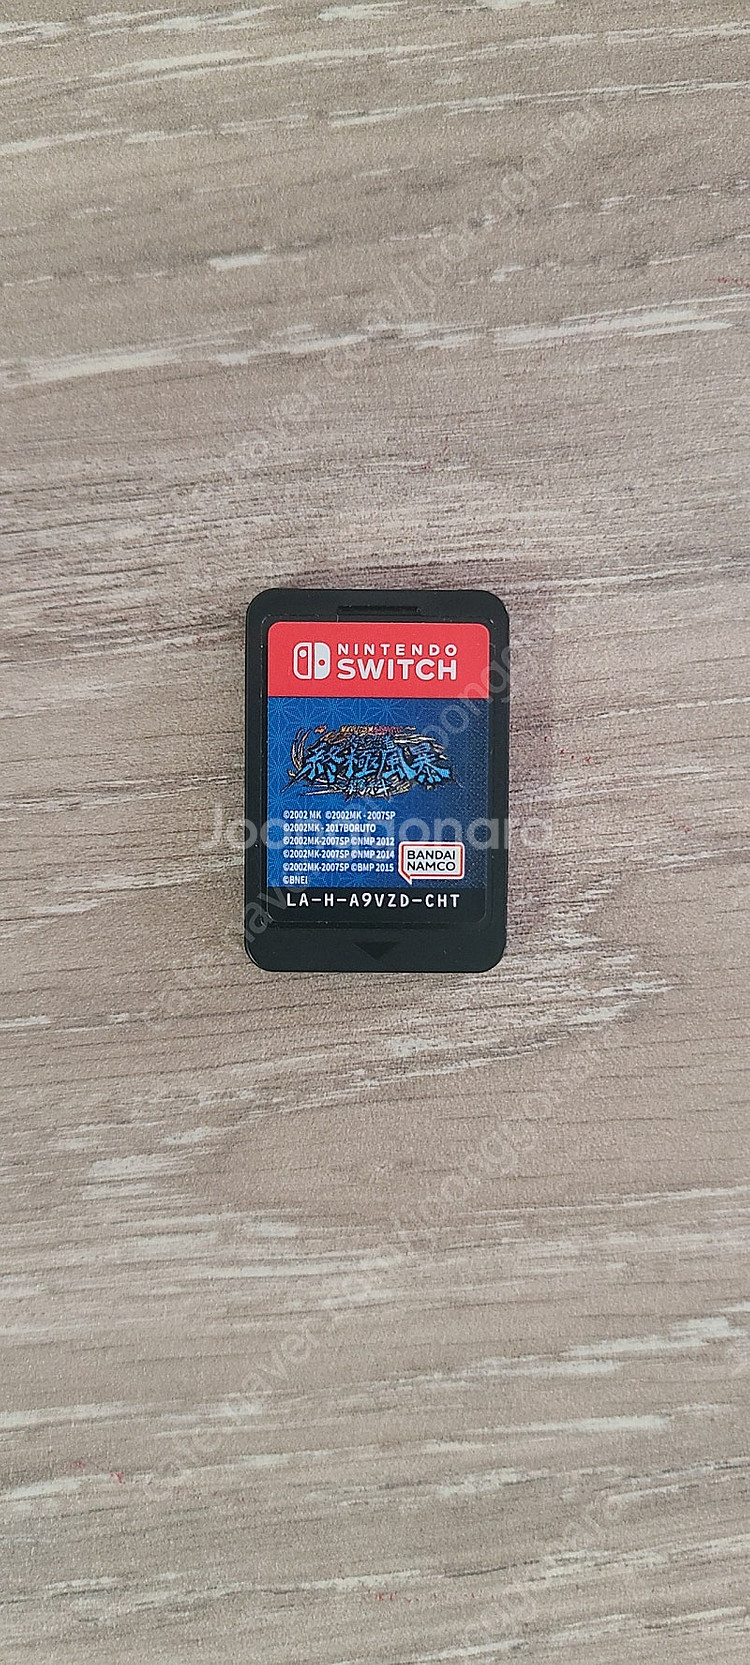 NINTENDO
SWITCH
終極風暴
©2002 MK ©2002MK - 2007SP
©2002MK - 2017BORUTO
©2002MK-2007SP ©NMP 2012
©2002MK-2007SP ©NMP 2014
©2002MK-2007SP ©BMP 2015
©BNEI
BANDAI
NAMCO
LA-H-A9VZD-CHT
Joongonara